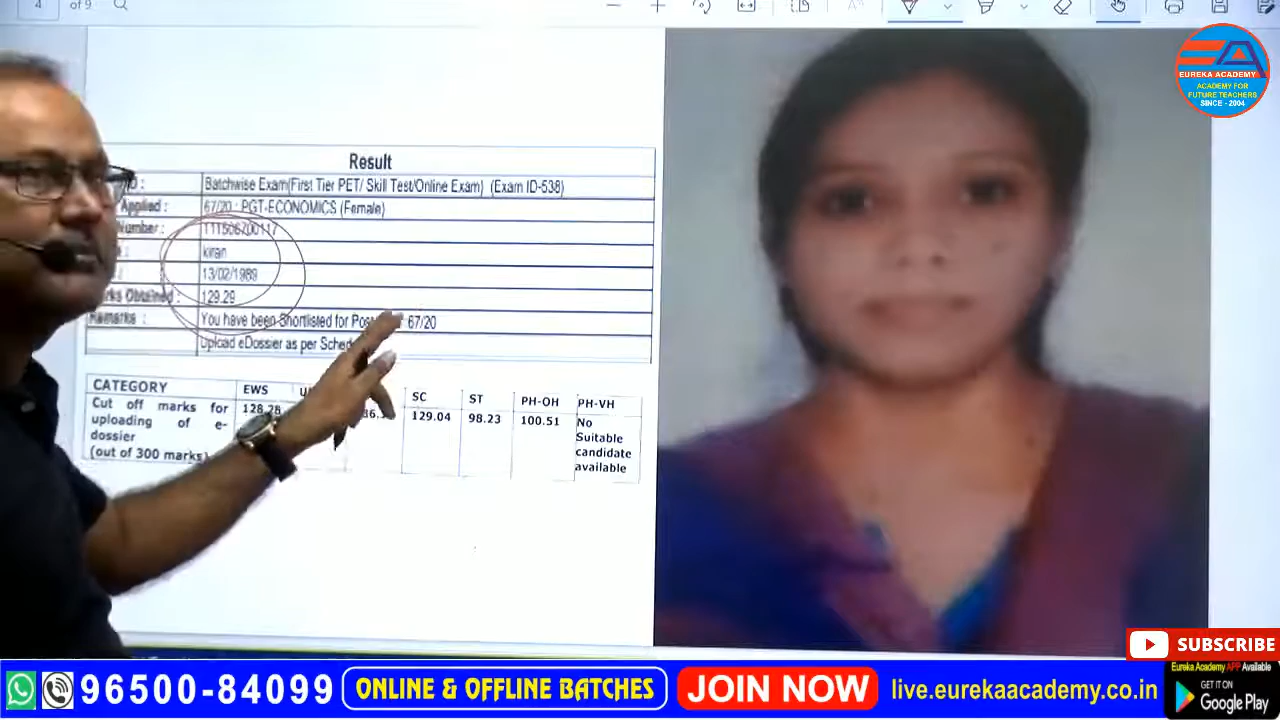 4 of 9
EUREKA ACADEMY
ACADEMY FOR
FUTURE TEACHERS
SINCE - 2004
Result
Batchwise Exam(First Tier PET/ Skill Test/Online Exam) (Exam ID-538)
Applied : 67/20 : PGT-ECONOMICS (Female)
Number : 111506700117
kiran
13/02/1989
Obtained : 129.29
Remarks : You have been Shortlisted for 67/20
Upload eDossier as per
CATEGORY EWS SC ST PH-OH PH-VH
Cut off marks for uploading of e-dossier (out of 300 marks) 128.28 129.04 98.23 100.51 No Suitable candidate available
SUBSCRIBE
96500-84099
ONLINE & OFFLINE BATCHES
JOIN NOW
live.eurekaacademy.co.in
Eureka Academy APP Available
GET IT ON
Google Play